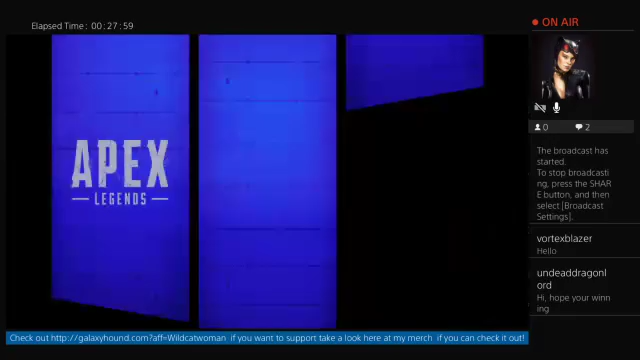 Elapsed Time : 00:27:59
ON AIR
APEX
LEGENDS
0
2
The broadcast has
started.
To stop broadcasti
ng, press the SHAR
E button, and then
select [Broadcast
Settings].
vortexblazer
Hello
undeaddragonl
ord
Hi, hope your winn
ing
Check out http://galaxyhound.com?aff=Wildcatwoman if you want to support take a look here at my merch if you can check it out!